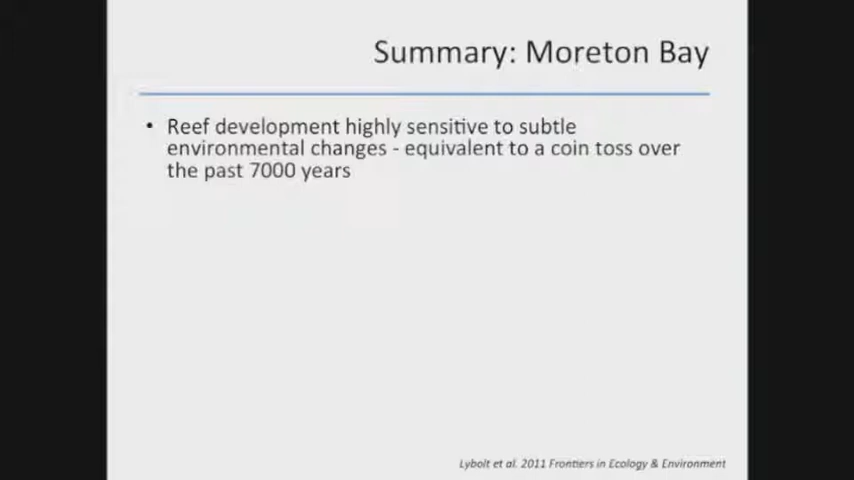 Summary: Moreton Bay
• Reef development highly sensitive to subtle
environmental changes - equivalent to a coin toss over
the past 7000 years
Lybolt et al. 2011 Frontiers in Ecology & Environment